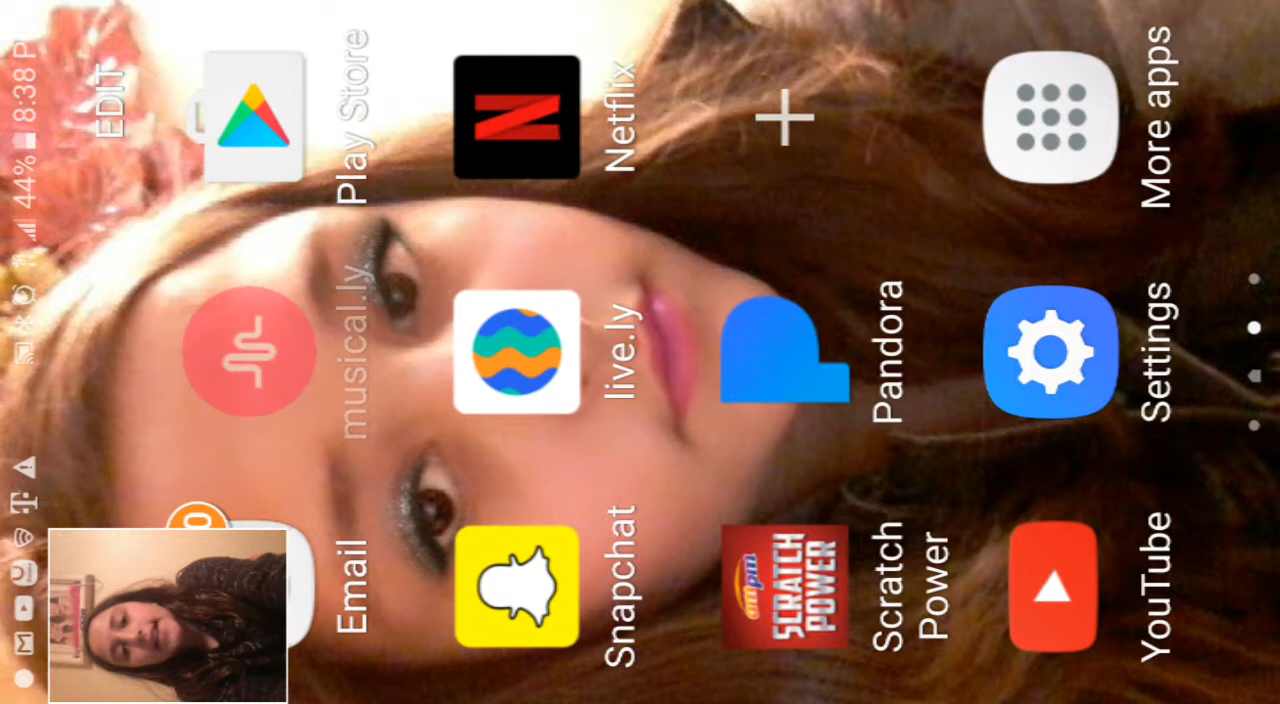 44% 8:38 P
EDIT
Email
musical.ly
Play Store
Snapchat
live.ly
Netflix
ampm
SCRATCH
POWER
Scratch
Power
Pandora
YouTube
Settings
More apps